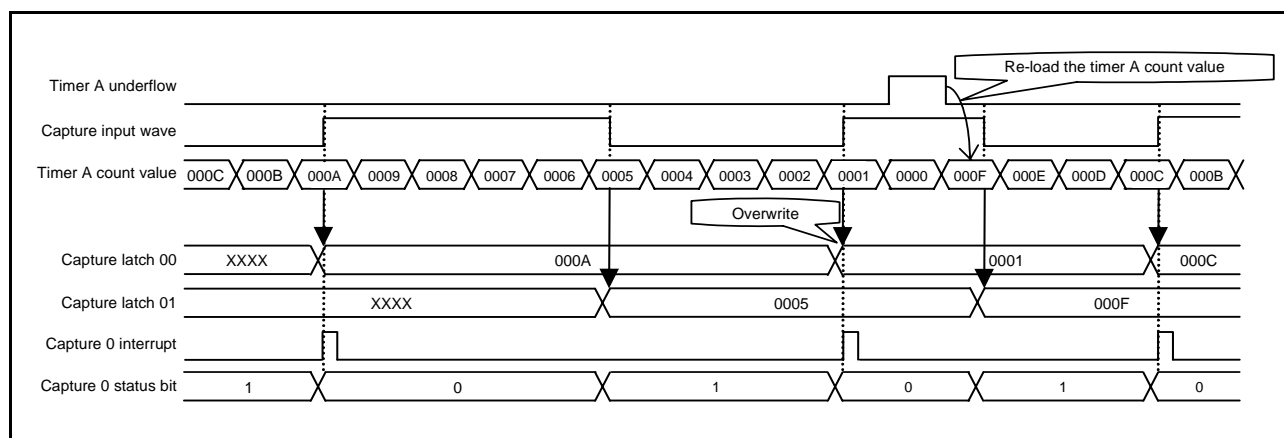 Timer A underflow
Re-load the timer A count value
Capture input wave
Timer A count value 000C 000B 000A 0009 0008 0007 0006 0005 0004 0003 0002 0001 0000 000F 000E 000D 000C 000B
Overwrite
Capture latch 00 XXXX 000A 0001 000C
Capture latch 01 XXXX 0005 000F
Capture 0 interrupt
Capture 0 status bit 1 0 1 0 1 0